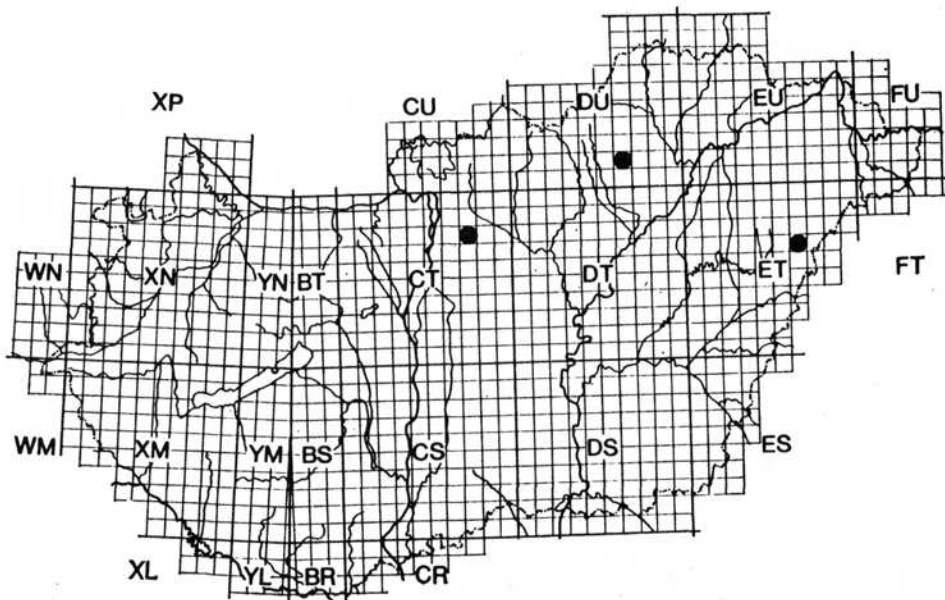 XP
CU
DU
EU
FU
WN
XN
YN
BT
CT
DT
ET
FT
WM
XM
YM
BS
CS
DS
ES
XL
YL
BR
CR